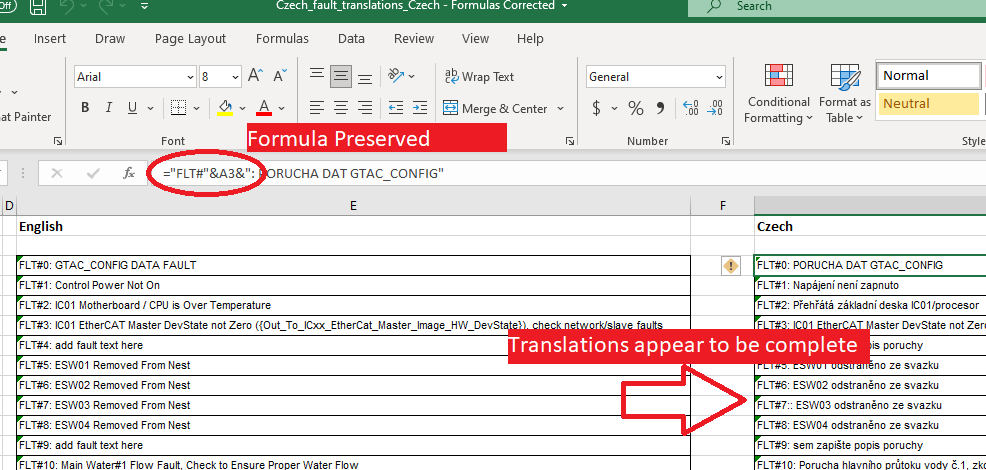 Off
Czech_fault_translations_Czech - Formulas Corrected
Search
Insert Draw Page Layout Formulas Data Review View Help
Arial 8 A^ Aˇ
ab Wrap Text
General
Normal
at Painter
B I U A
Merge & Center
$ % ,
Conditional Formatting
Format as Table
Neutral
Font
Style
Formula Preserved
fx ="FLT#"&A3&": PORUCHA DAT GTAC_CONFIG"
D E F
English Czech
FLT#0: GTAC_CONFIG DATA FAULT FLT#0: PORUCHA DAT GTAC_CONFIG
FLT#1: Control Power Not On FLT#1: Napájení není zapnuto
FLT#2: IC01 Motherboard / CPU is Over Temperature FLT#2: Přehřátá základní deska IC01/procesor
FLT#3: IC01 EtherCAT Master DevState not Zero ({Out_To_ICxx_EtherCat_Master_Image_HW_DevState}), check network/slave faults FLT#3: IC01 EtherCAT Master DevState not Zer
Translations appear to be complete
FLT#4: add fault text here pis poruchy
FLT#5: ESW01 Removed From Nest FLT#5: ESW01 odstraněno ze svazku
FLT#6: ESW02 Removed From Nest FLT#6: ESW02 odstraněno ze svazku
FLT#7: ESW03 Removed From Nest FLT#7:: ESW03 odstraněno ze svazku
FLT#8: ESW04 Removed From Nest FLT#8: ESW04 odstraněno ze svazku
FLT#9: add fault text here FLT#9: sem zapište popis poruchy
FLT#10: Main Water#1 Flow Fault, Check to Ensure Proper Water Flow FLT#10: Porucha hlavního průtoku vody č.1, zko